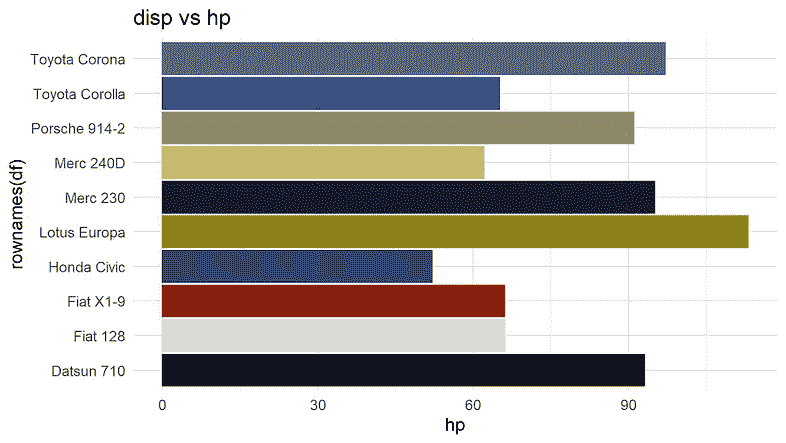 disp vs hp
rownames(df)
Toyota Corona
Toyota Corolla
Porsche 914-2
Merc 240D
Merc 230
Lotus Europa
Honda Civic
Fiat X1-9
Fiat 128
Datsun 710
0 30 60 90
hp